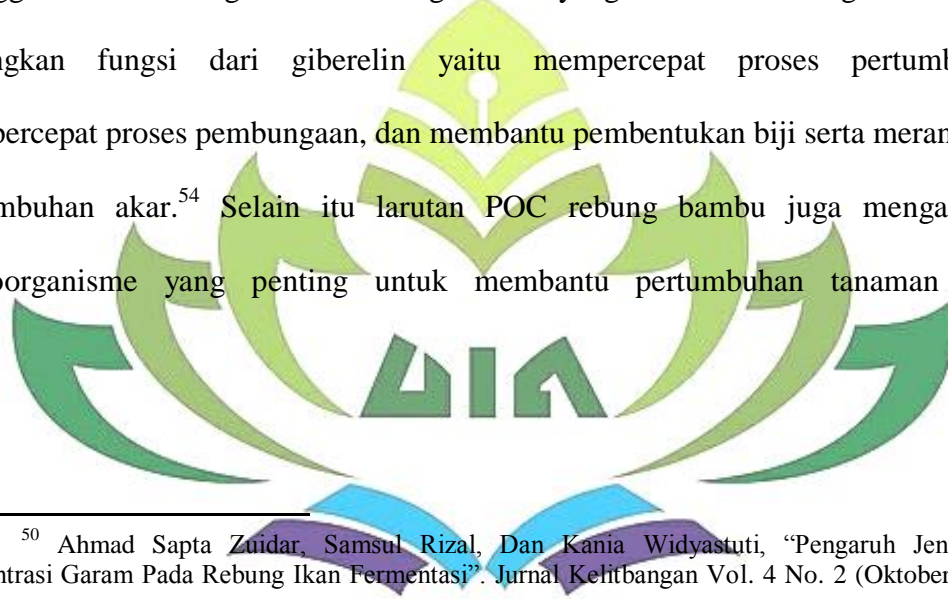 ngkan fungsi dari giberelin yaitu mempercepat proses pertumb
percepat proses pembungaan, dan membantu pembentukan biji serta meran
mbuhan akar.54 Selain itu larutan POC rebung bambu juga menga
oorganisme yang penting untuk membantu pertumbuhan tanaman
UIN
50 Ahmad Sapta Zuidar, Samsul Rizal, Dan Kania Widyastuti, “Pengaruh Jen
ntrasi Garam Pada Rebung Ikan Fermentasi”. Jurnal Kelitbangan Vol. 4 No. 2 (Oktober